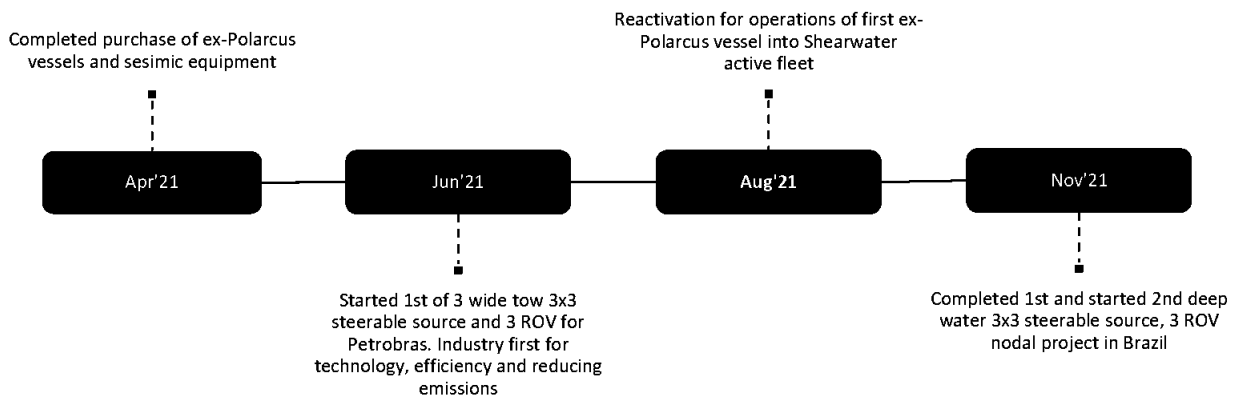 Completed purchase of ex-Polarcus
vessels and sesimic equipment
Reactivation for operations of first ex-
Polarcus vessel into Shearwater
active fleet
Apr'21
Jun'21
Aug'21
Nov'21
Started 1st of 3 wide tow 3x3
steerable source and 3 ROV for
Petrobras. Industry first for
technology, efficiency and reducing
emissions
Completed 1st and started 2nd deep
water 3x3 steerable source, 3 ROV
nodal project in Brazil